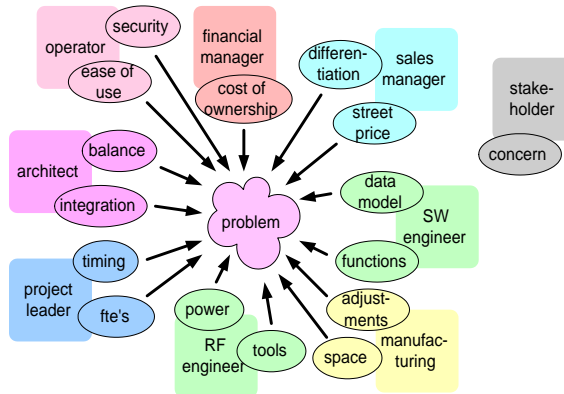 security
operator
ease of
use
financial
manager
cost of
ownership
differen-
tiation
sales
manager
street
price
stake-
holder
concern
balance
architect
integration
problem
data
model
SW
engineer
functions
timing
project
leader
fte's
power
RF
engineer
tools
adjust-
ments
space
manufac-
turing